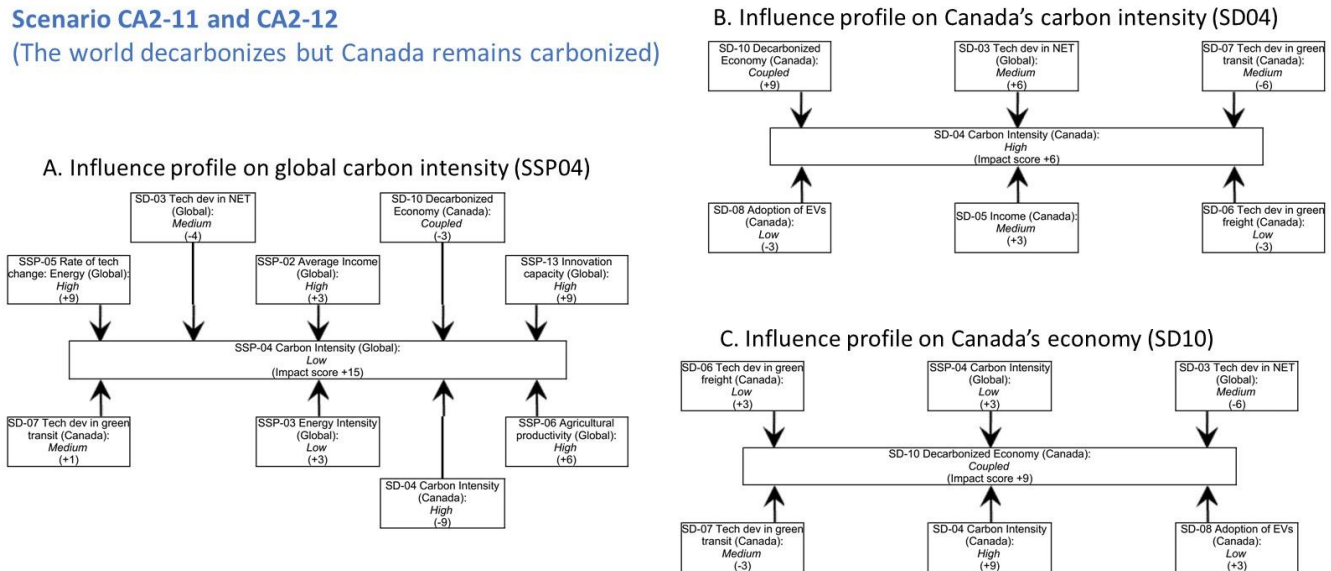 Scenario CA2-11 and CA2-12
(The world decarbonizes but Canada remains carbonized)
A. Influence profile on global carbon intensity (SSP04)
SD-03 Tech dev in NET
(Global):
Medium
(-4)
SD-10 Decarbonized
Economy (Canada):
Coupled
(-3)
SSP-05 Rate of tech
change: Energy (Global):
High
(+9)
SSP-02 Average Income
(Global):
High
(+3)
SSP-13 Innovation
capacity (Global):
High
(+9)
SSP-04 Carbon Intensity (Global):
Low
(Impact score +15)
SD-07 Tech dev in green
transit (Canada):
Medium
(+1)
SSP-03 Energy Intensity
(Global):
Low
(+3)
SSP-06 Agricultural
productivity (Global):
High
(+6)
SD-04 Carbon Intensity
(Canada):
High
(-9)
B. Influence profile on Canada's carbon intensity (SD04)
SD-10 Decarbonized
Economy (Canada):
Coupled
(+9)
SD-03 Tech dev in NET
(Global):
Medium
(+6)
SD-07 Tech dev in green
transit (Canada):
Medium
(-6)
SD-04 Carbon Intensity (Canada):
High
(Impact score +6)
SD-08 Adoption of EVs
(Canada):
Low
(-3)
SD-05 Income (Canada):
Medium
(+3)
SD-06 Tech dev in green
freight (Canada):
Low
(-3)
C. Influence profile on Canada's economy (SD10)
SD-06 Tech dev in green
freight (Canada):
Low
(+3)
SSP-04 Carbon Intensity
(Global):
Low
(+3)
SD-03 Tech dev in NET
(Global):
Medium
(-6)
SD-10 Decarbonized Economy (Canada):
Coupled
(Impact score +9)
SD-07 Tech dev in green
transit (Canada):
Medium
(-3)
SD-04 Carbon Intensity
(Canada):
High
(+9)
SD-08 Adoption of EVs
(Canada):
Low
(+3)